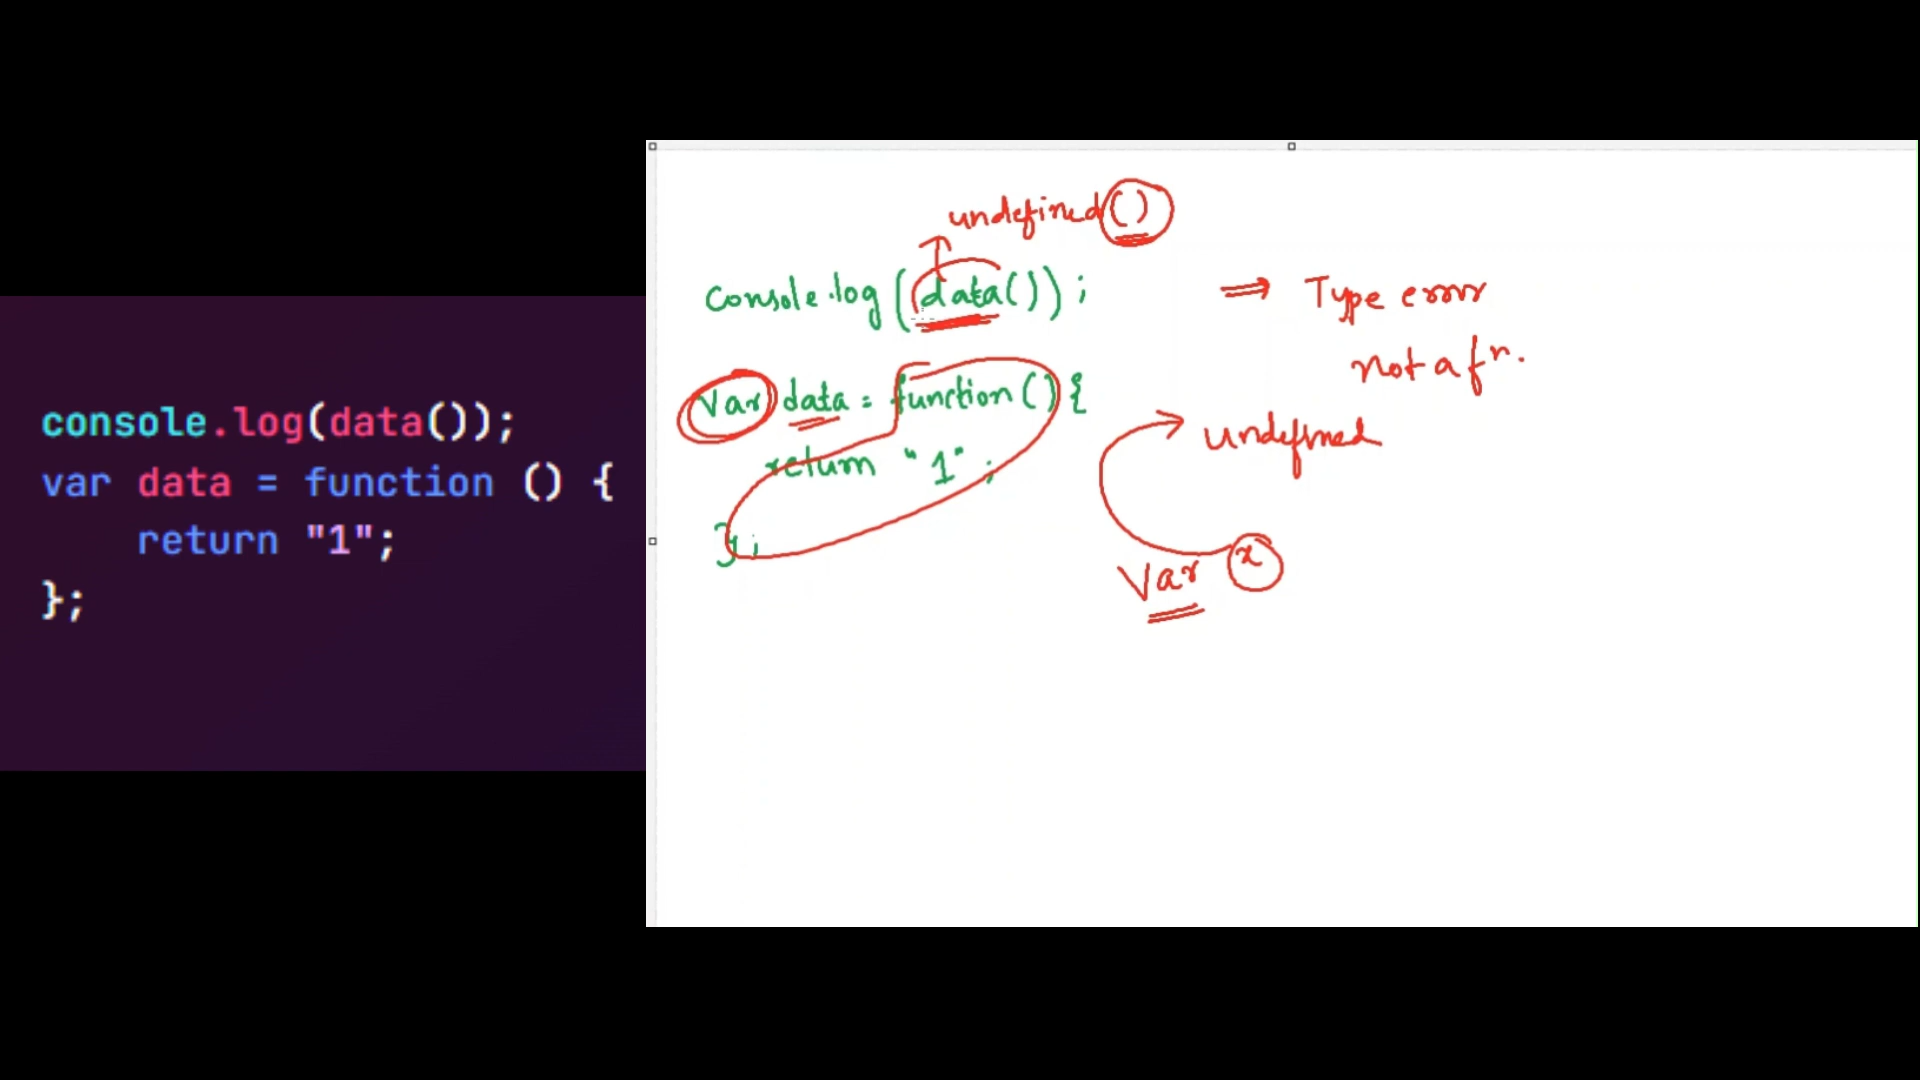 console.log(data());
var data = function () {
return "1";
};
undefined()
Console.log(data());
⇒ Type error
not a fn.
Var data = function(){
return "1";
};
undefined
Var x